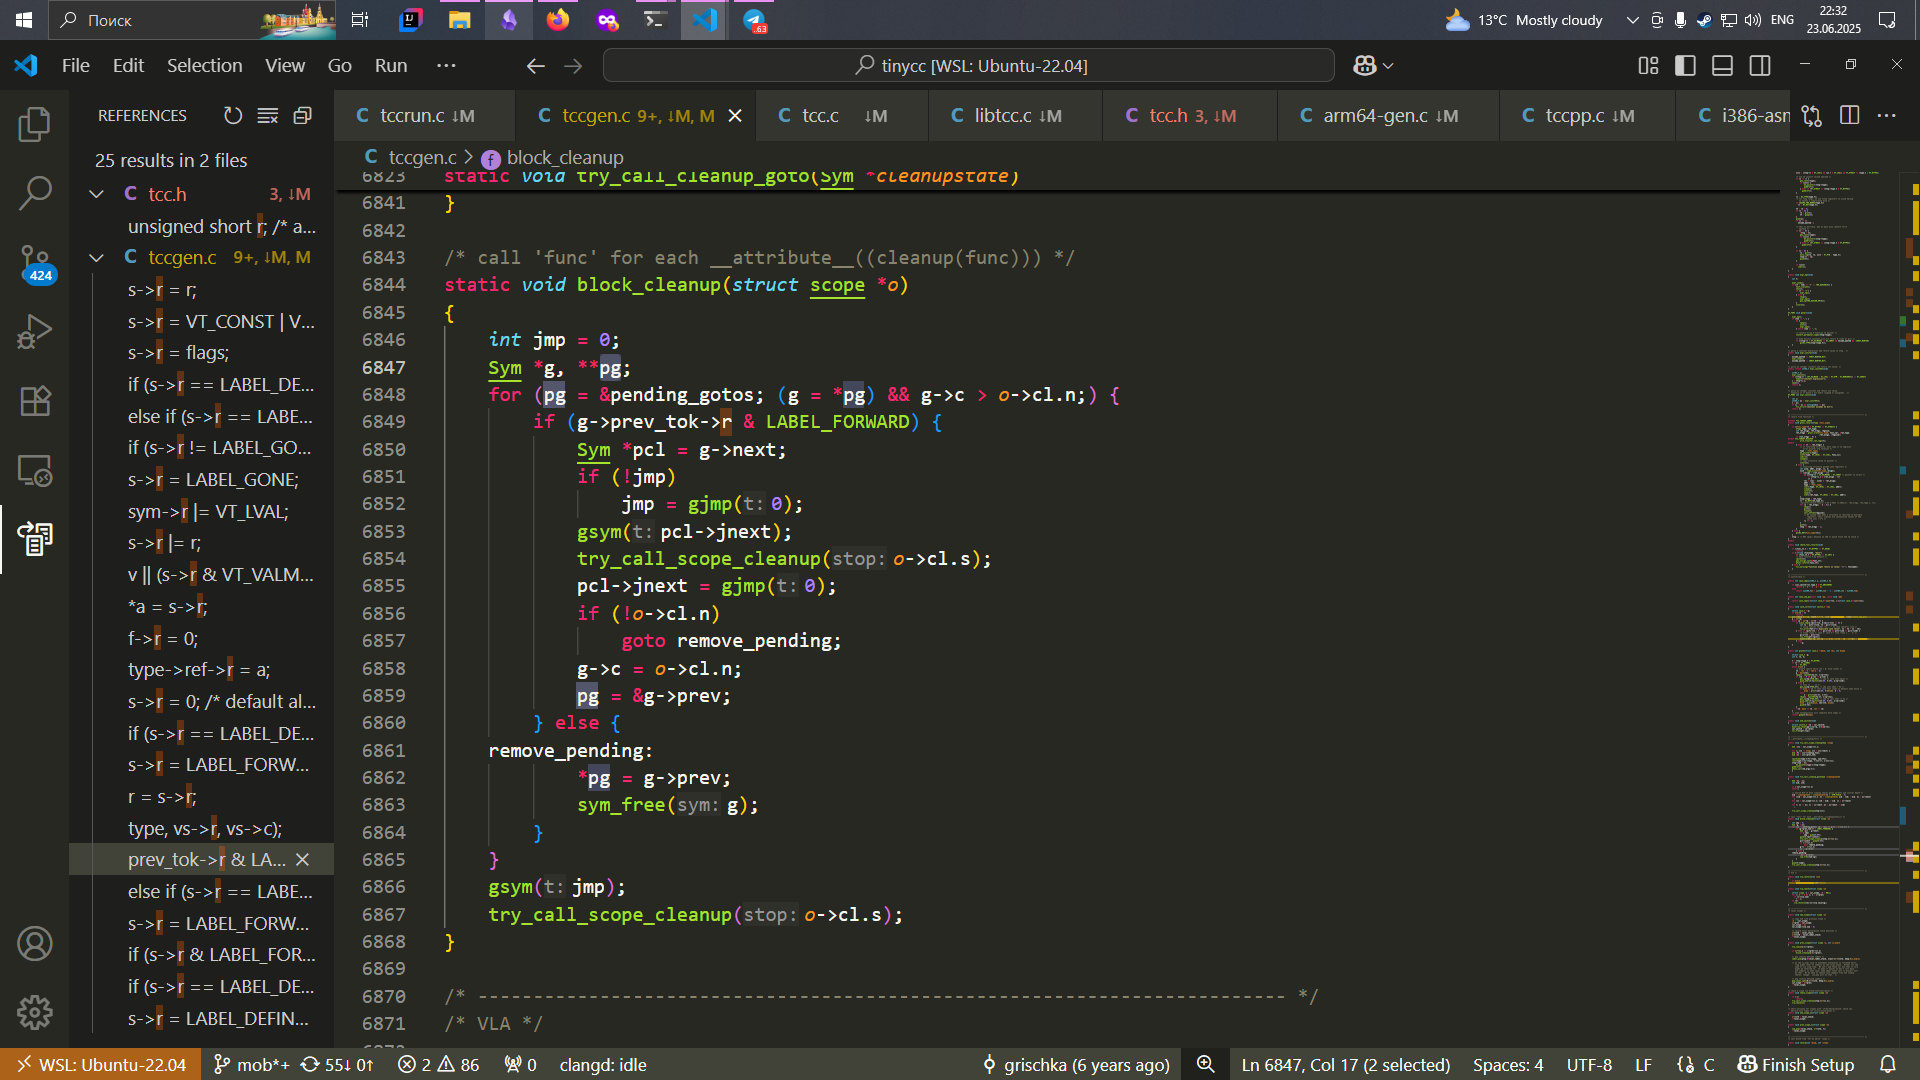 Поиск
63
13°C Mostly cloudy
ENG
22:32
23.06.2025
File Edit Selection View Go Run ···
tinycc [WSL: Ubuntu-22.04]
REFERENCES
25 results in 2 files
C tcc.h 3, ↓M
unsigned short r; /* a...
C tccgen.c 9+, ↓M, M
s->r = r;
s->r = VT_CONST | V...
s->r = flags;
if (s->r == LABEL_DE...
else if (s->r == LABE...
if (s->r != LABEL_GO...
s->r = LABEL_GONE;
sym->r |= VT_LVAL;
s->r |= r;
v || (s->r & VT_VALM...
*a = s->r;
f->r = 0;
type->ref->r = a;
s->r = 0; /* default al...
if (s->r == LABEL_DE...
s->r = LABEL_FORW...
r = s->r;
type, vs->r, vs->c);
prev_tok->r & LA...
else if (s->r == LABE...
s->r = LABEL_FORW...
if (s->r & LABEL_FOR...
if (s->r == LABEL_DE...
s->r = LABEL_DEFIN...
424
C tccrun.c ↓M
C tccgen.c 9+, ↓M, M
C tcc.c ↓M
C libtcc.c ↓M
C tcc.h 3, ↓M
C arm64-gen.c ↓M
C tccpp.c ↓M
C i386-asm
C tccgen.c > f block_cleanup
6823 static void try_call_cleanup_goto(Sym *cleanupstate)
6841 }
6842
6843 /* call 'func' for each __attribute__((cleanup(func))) */
6844 static void block_cleanup(struct scope *o)
6845 {
6846 int jmp = 0;
6847 Sym *g, **pg;
6848 for (pg = &pending_gotos; (g = *pg) && g->c > o->cl.n;) {
6849 if (g->prev_tok->r & LABEL_FORWARD) {
6850 Sym *pcl = g->next;
6851 if (!jmp)
6852 jmp = gjmp(t: 0);
6853 gsym(t: pcl->jnext);
6854 try_call_scope_cleanup(stop: o->cl.s);
6855 pcl->jnext = gjmp(t: 0);
6856 if (!o->cl.n)
6857 goto remove_pending;
6858 g->c = o->cl.n;
6859 pg = &g->prev;
6860 } else {
6861 remove_pending:
6862 *pg = g->prev;
6863 sym_free(sym: g);
6864 }
6865 }
6866 gsym(t: jmp);
6867 try_call_scope_cleanup(stop: o->cl.s);
6868 }
6869
6870 /* ------------------------------------------------------------------------- */
6871 /* VLA */
WSL: Ubuntu-22.04 mob*+ 55↓ 0↑ 2 86 0 clangd: idle grischka (6 years ago) Ln 6847, Col 17 (2 selected) Spaces: 4 UTF-8 LF {} C Finish Setup